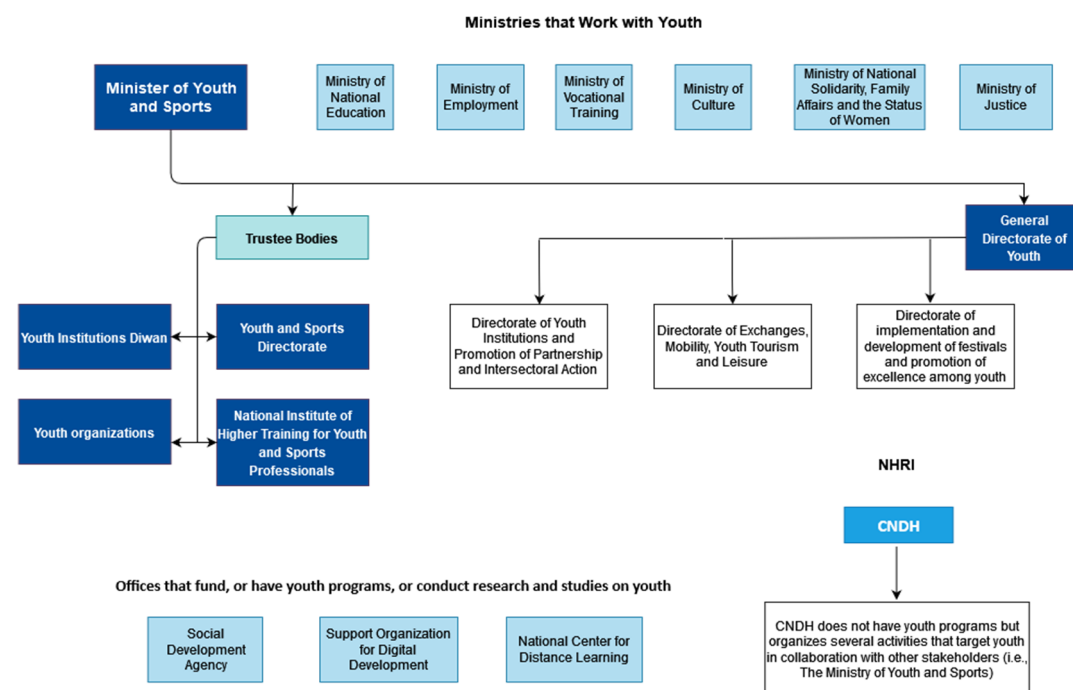 Ministries that Work with Youth
Minister of Youth
and Sports
Ministry of
National
Education
Ministry of
Employment
Ministry of
Vocational
Training
Ministry of
Culture
Ministry of National
Solidarity, Family
Affairs and the Status
of Women
Ministry of
Justice
Trustee Bodies
General
Directorate of
Youth
Youth Institutions Diwan
Youth and Sports
Directorate
Directorate of Youth
Institutions and
Promotion of Partnership
and Intersectoral Action
Directorate of Exchanges,
Mobility, Youth Tourism
and Leisure
Directorate of
implementation and
development of festivals
and promotion of
excellence among youth
Youth organizations
National Institute of
Higher Training for Youth
and Sports
Professionals
NHRI
CNDH
CNDH does not have youth programs but
organizes several activities that target youth
in collaboration with other stakeholders (i.e.,
The Ministry of Youth and Sports)
Offices that fund, or have youth programs, or conduct research and studies on youth
Social
Development
Agency
Support Organization
for Digital
Development
National Center for
Distance Learning